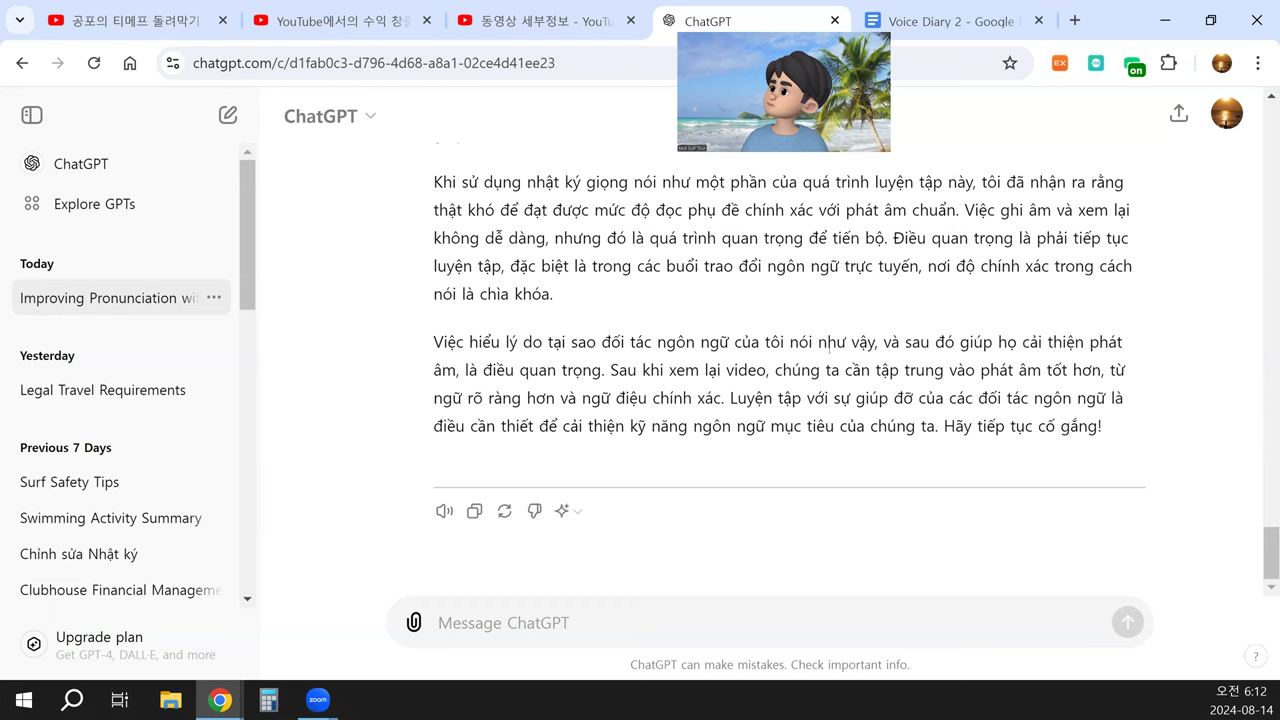 공포의 티메프 돌려막기
YouTube에서의 수익 창출
동영상 세부정보 - YouT
ChatGPT
Voice Diary 2 - Google
chatgpt.com/c/d1fab0c3-d796-4d68-a8a1-02ce4d41ee23
on
ChatGPT
ChatGPT
Explore GPTs
Today
Improving Pronunciation wit
Yesterday
Legal Travel Requirements
Previous 7 Days
Surf Safety Tips
Swimming Activity Summary
Chỉnh sửa Nhật ký
Clubhouse Financial Manageme
Upgrade plan
Get GPT-4, DALL·E, and more
Khi sử dụng nhật ký giọng nói như một phần của quá trình luyện tập này, tôi đã nhận ra rằng
thật khó để đạt được mức độ đọc phụ đề chính xác với phát âm chuẩn. Việc ghi âm và xem lại
không dễ dàng, nhưng đó là quá trình quan trọng để tiến bộ. Điều quan trọng là phải tiếp tục
luyện tập, đặc biệt là trong các buổi trao đổi ngôn ngữ trực tuyến, nơi độ chính xác trong cách
nói là chìa khóa.
Việc hiểu lý do tại sao đối tác ngôn ngữ của tôi nói như vậy, và sau đó giúp họ cải thiện phát
âm, là điều quan trọng. Sau khi xem lại video, chúng ta cần tập trung vào phát âm tốt hơn, từ
ngữ rõ ràng hơn và ngữ điệu chính xác. Luyện tập với sự giúp đỡ của các đối tác ngôn ngữ là
điều cần thiết để cải thiện kỹ năng ngôn ngữ mục tiêu của chúng ta. Hãy tiếp tục cố gắng!
Message ChatGPT
ChatGPT can make mistakes. Check important info.
?
zoom
오전 6:12
2024-08-14